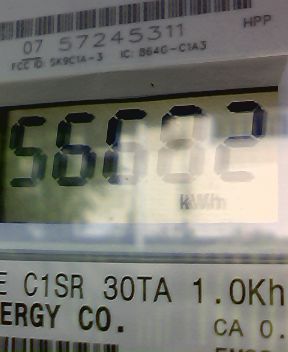 HPP
07 57245311
FCC ID: SK9C1A-3 IC: 864G-C1A3
56682
kWh
E C1SR 30TA 1.0Kh
ERGY CO.
CA 0.